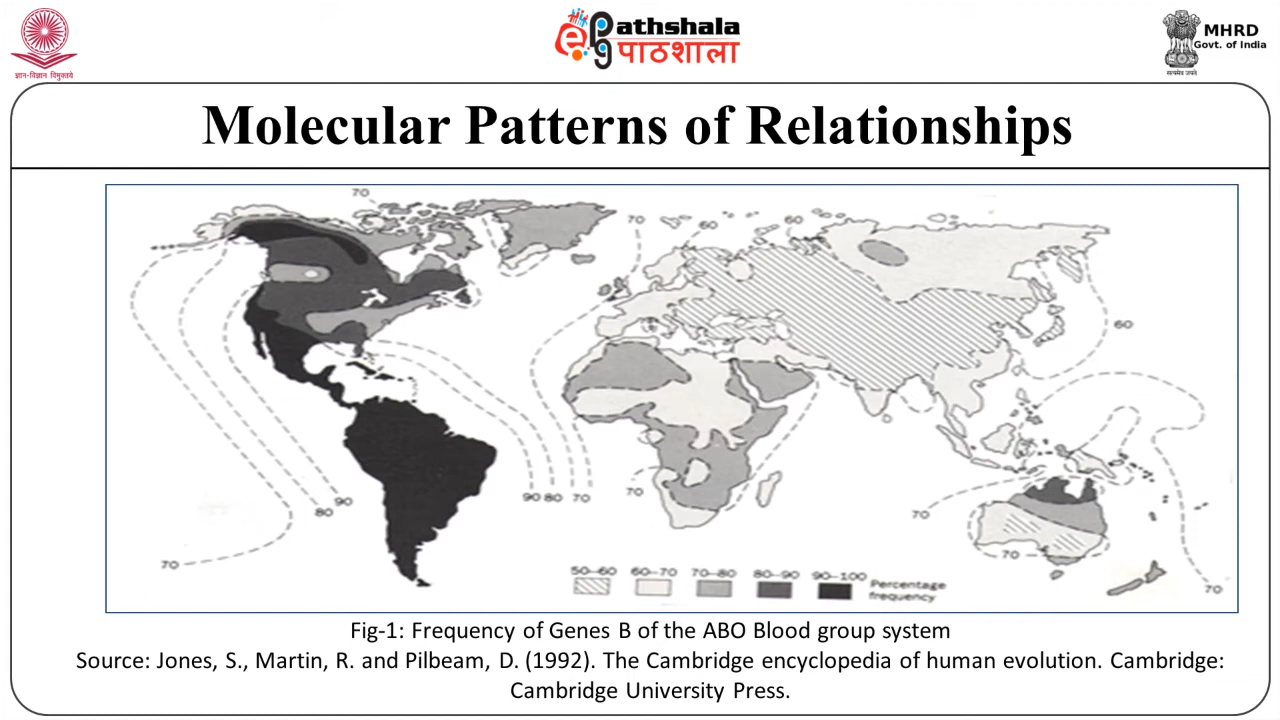 ज्ञान-विज्ञान विमुक्तये
ePgathshala
पाठशाला
MHRD
Govt. of India
सत्यमेव जयते
Molecular Patterns of Relationships
70
70
60
60
60
90
80
70
90 80 70
70
70
70
70
50–60 60–70 70–80 80–90 90–100
Percentage
frequency
Fig-1: Frequency of Genes B of the ABO Blood group system
Source: Jones, S., Martin, R. and Pilbeam, D. (1992). The Cambridge encyclopedia of human evolution. Cambridge:
Cambridge University Press.